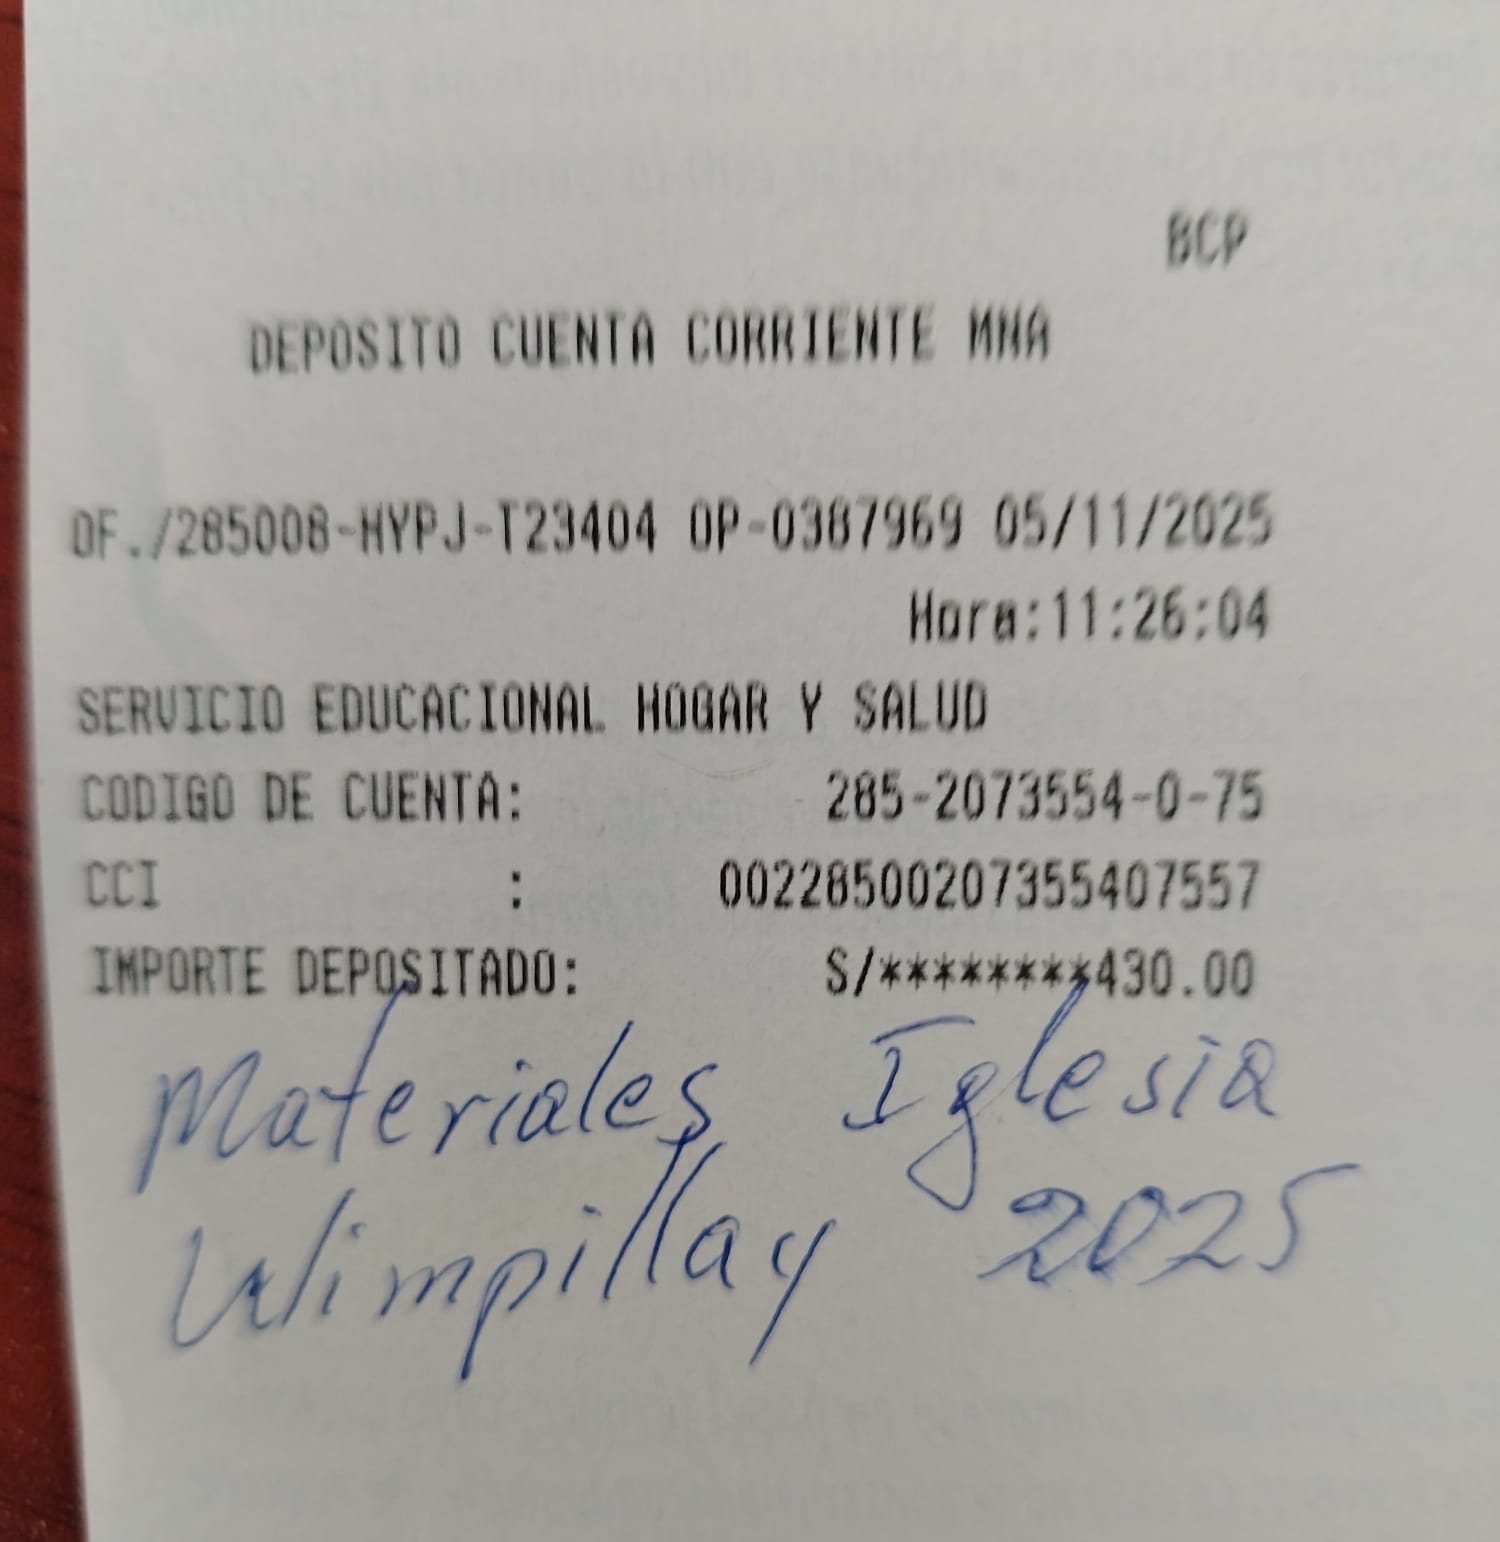 BCP
DEPOSITO CUENTA CORRIENTE MNA
OF./285008-HYPJ-T23404 OP-0387969 05/11/2025
Hora:11:26:04
SERVICIO EDUCACIONAL HOGAR Y SALUD
CODIGO DE CUENTA: 285-2073554-0-75
CCI : 00228500207355407557
IMPORTE DEPOSITADO: S/********430.00
Materiales Iglesia
Wimpillay 2025